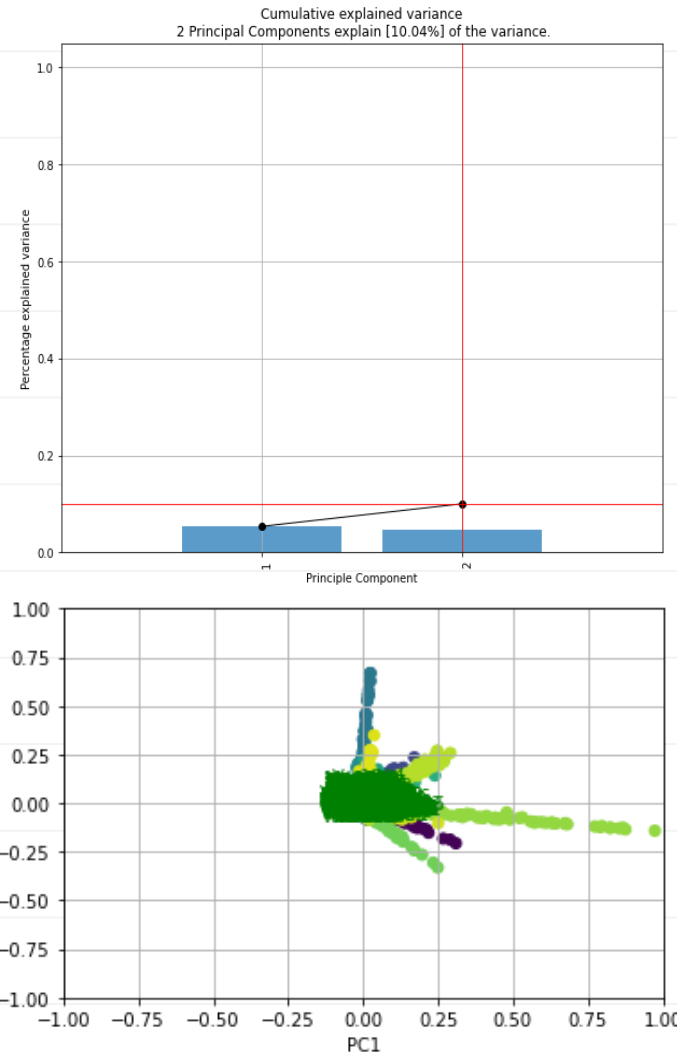 Cumulative explained variance
2 Principal Components explain [10.04%] of the variance.
Percentage explained variance
1.0
0.8
0.6
0.4
0.2
0.0
1
2
Principle Component
1.00
0.75
0.50
0.25
0.00
−0.25
−0.50
−0.75
−1.00
−1.00 −0.75 −0.50 −0.25 0.00 0.25 0.50 0.75 1.00
PC1